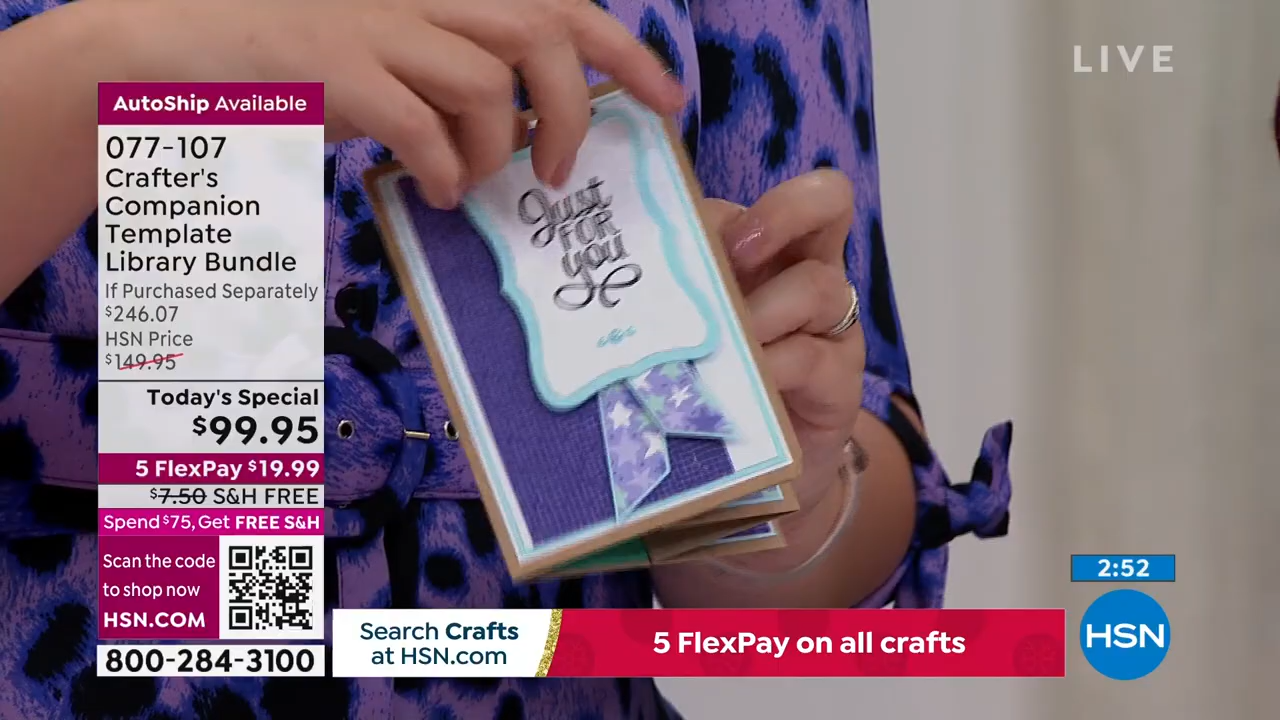 LIVE
AutoShip Available
077-107
Crafter's
Companion
Template
Library Bundle
If Purchased Separately
$246.07
HSN Price
$149.95
Today's Special
$99.95
5 FlexPay $19.99
$7.50 S&H FREE
Spend $75, Get FREE S&H
Scan the code
to shop now
HSN.COM
800-284-3100
Just
FOR
you
Search Crafts
at HSN.com
5 FlexPay on all crafts
2:52
HSN